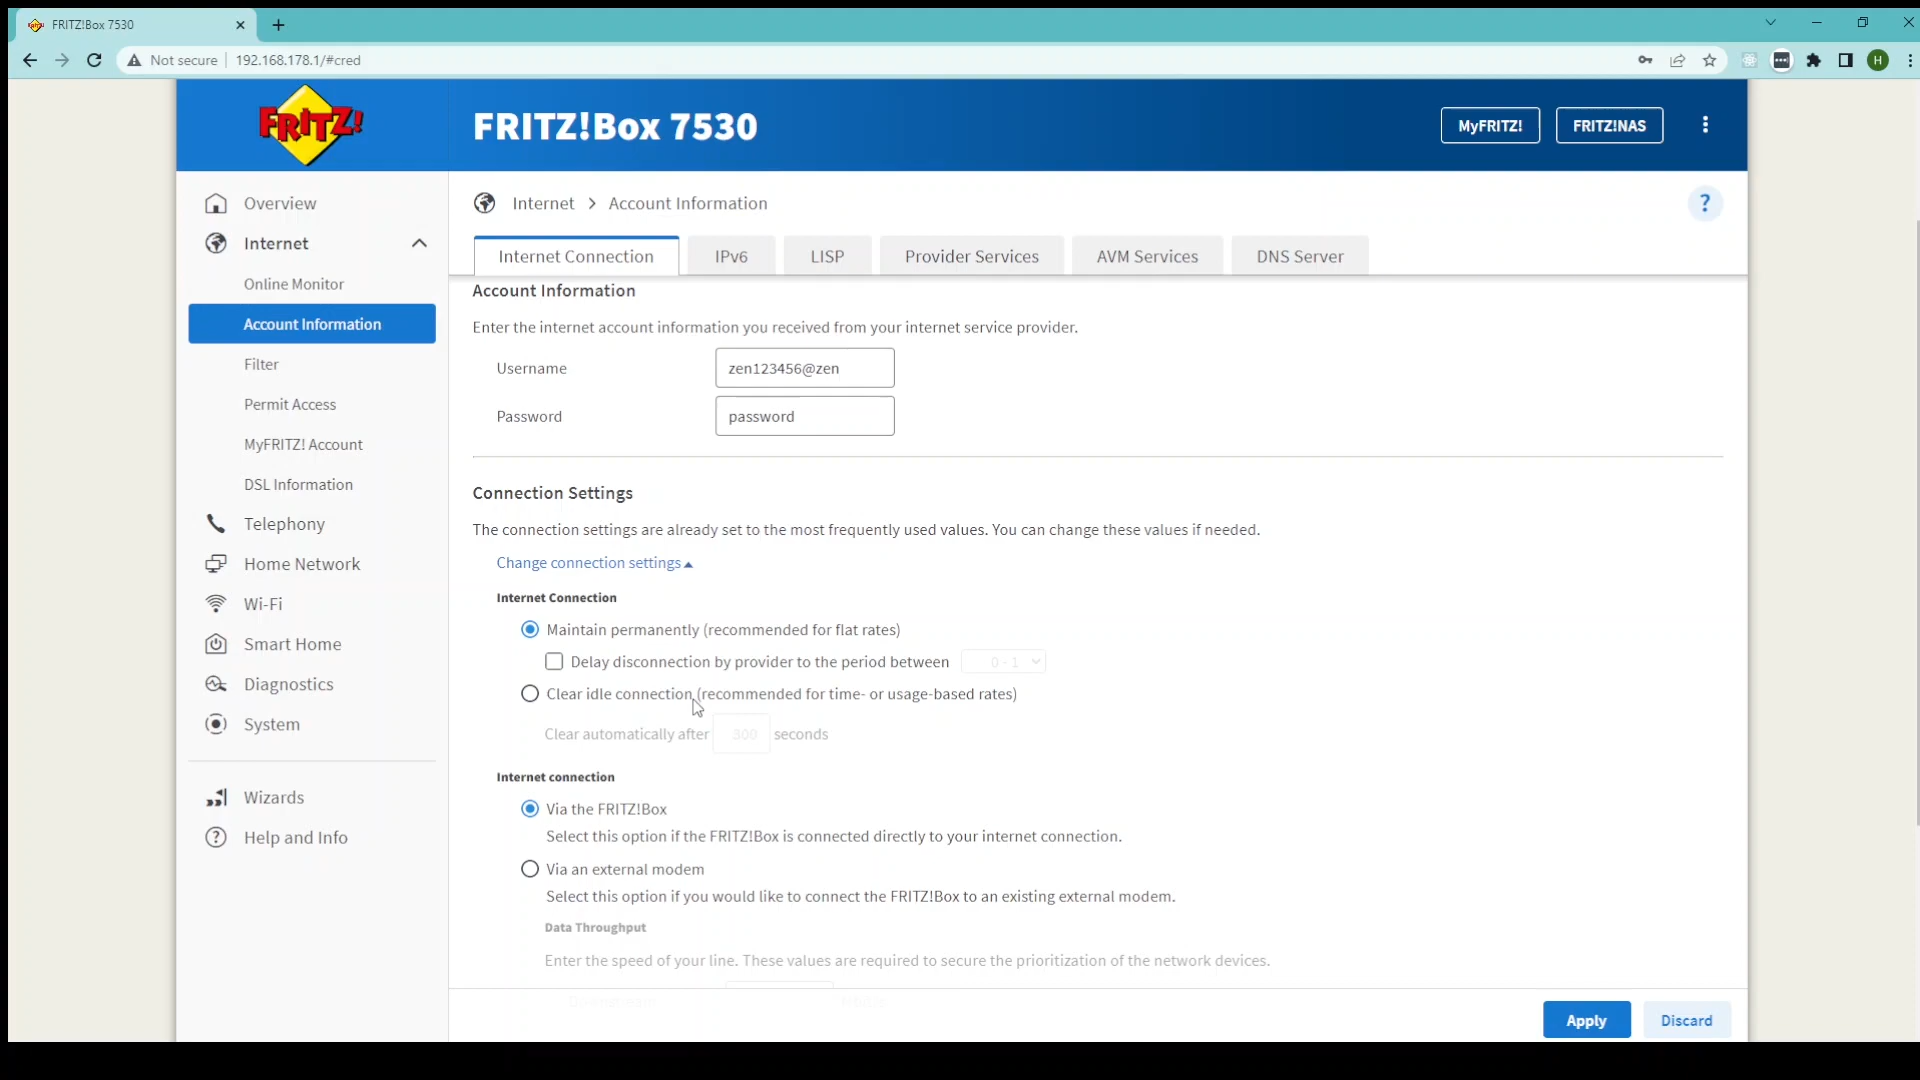 FRITZ!Box 7530
Not secure
192.168.178.1/#cred
H
FRITZ!
FRITZ!Box 7530
MyFRITZ!
FRITZ!NAS
Overview
Internet
Online Monitor
Account Information
Filter
Permit Access
MyFRITZ! Account
DSL Information
Telephony
Home Network
Wi-Fi
Smart Home
Diagnostics
System
Wizards
Help and Info
Internet > Account Information
?
Internet Connection
IPv6
LISP
Provider Services
AVM Services
DNS Server
Account Information
Enter the internet account information you received from your internet service provider.
Username
zen123456@zen
Password
password
Connection Settings
The connection settings are already set to the most frequently used values. You can change these values if needed.
Change connection settings
Internet Connection
Maintain permanently (recommended for flat rates)
Delay disconnection by provider to the period between 0 - 1
Clear idle connection (recommended for time- or usage-based rates)
Clear automatically after 300 seconds
Internet connection
Via the FRITZ!Box
Select this option if the FRITZ!Box is connected directly to your internet connection.
Via an external modem
Select this option if you would like to connect the FRITZ!Box to an existing external modem.
Data Throughput
Enter the speed of your line. These values are required to secure the prioritization of the network devices.
Apply
Discard